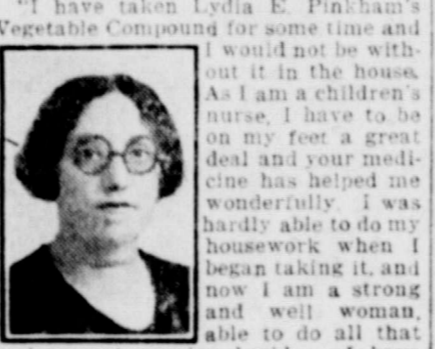 "I have taken Lydia E. Pinkham's
Vegetable Compound for some time and
I would not be with-
out it in the house.
As I am a children's
nurse, I have to be
on my feet a great
deal and your medi-
cine has helped me
wonderfully. I was
hardly able to do my
housework when I
began taking it, and
now I am a strong
and well woman,
able to do all that